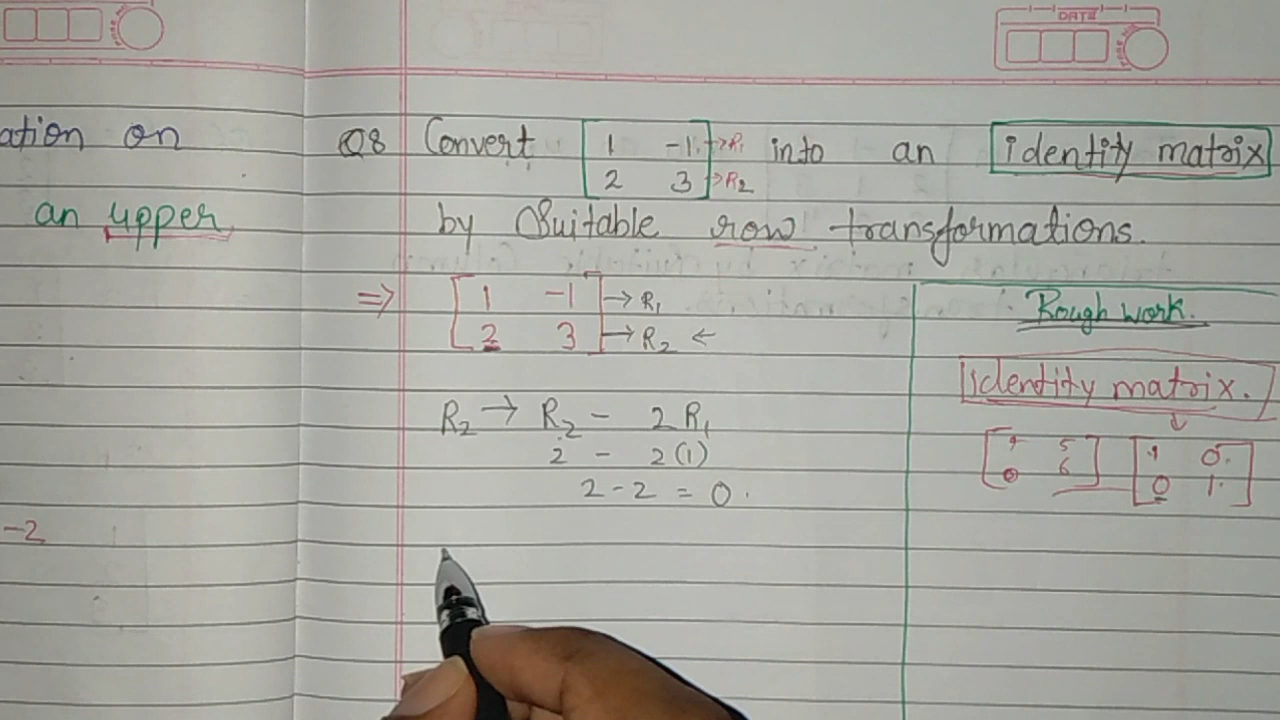 DATE
ation on
an upper
-2
Q8 Convert [ 1 -1 ] → R1 into an identity matrix
[ 2 3 ] → R2
by Suitable row transformations.
⇒ [ 1 -1 ] → R1
[ 2 3 ] → R2 ←
R2 → R2 - 2R1
2 - 2(1)
2-2 = 0.
Rough work.
identity matrix.
5 1 0.
0 6 0 1.